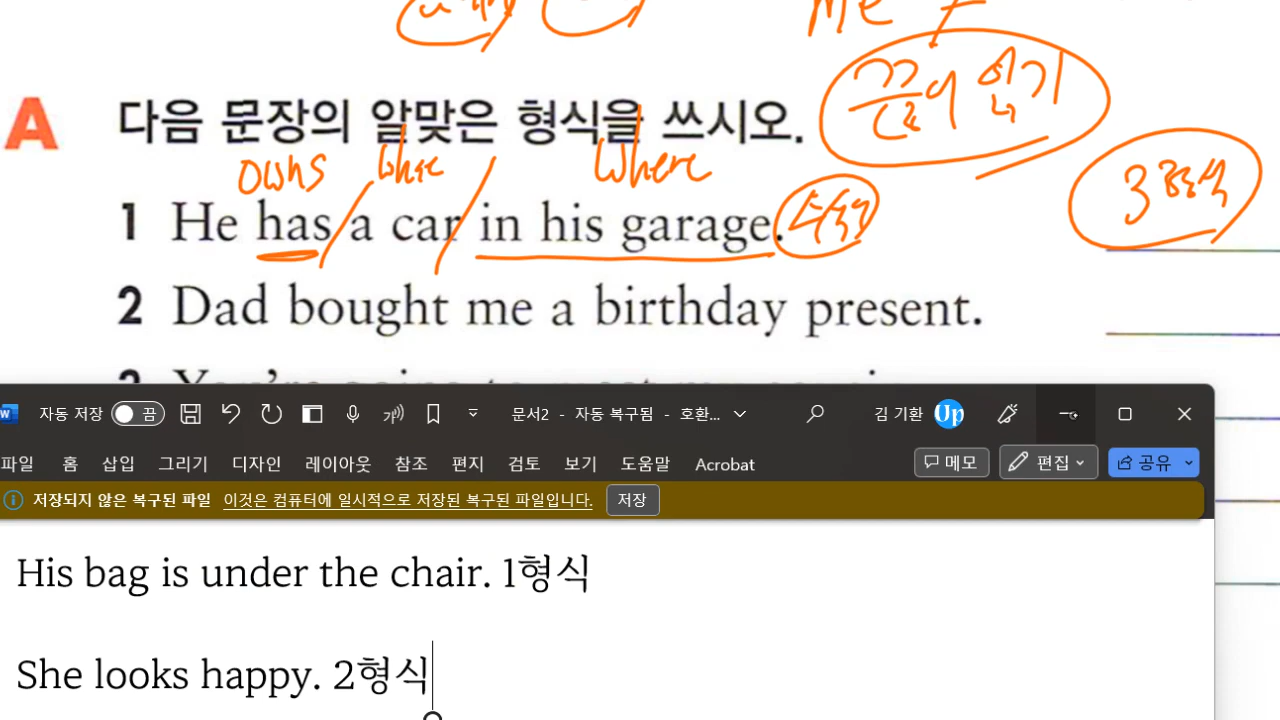 me
끊어 읽기
A 다음 문장의 알맞은 형식을 쓰시오.
owns where
3형식
1 He has / a car / in his garage. 수식
2 Dad bought me a birthday present.
자동 저장 끔 가)) 문서2 - 자동 복구됨 - 호환... 김 기환 Up
파일 홈 삽입 그리기 디자인 레이아웃 참조 편지 검토 보기 도움말 Acrobat 메모 편집 공유
저장되지 않은 복구된 파일 이것은 컴퓨터에 일시적으로 저장된 복구된 파일입니다. 저장
His bag is under the chair. 1형식
She looks happy. 2형식